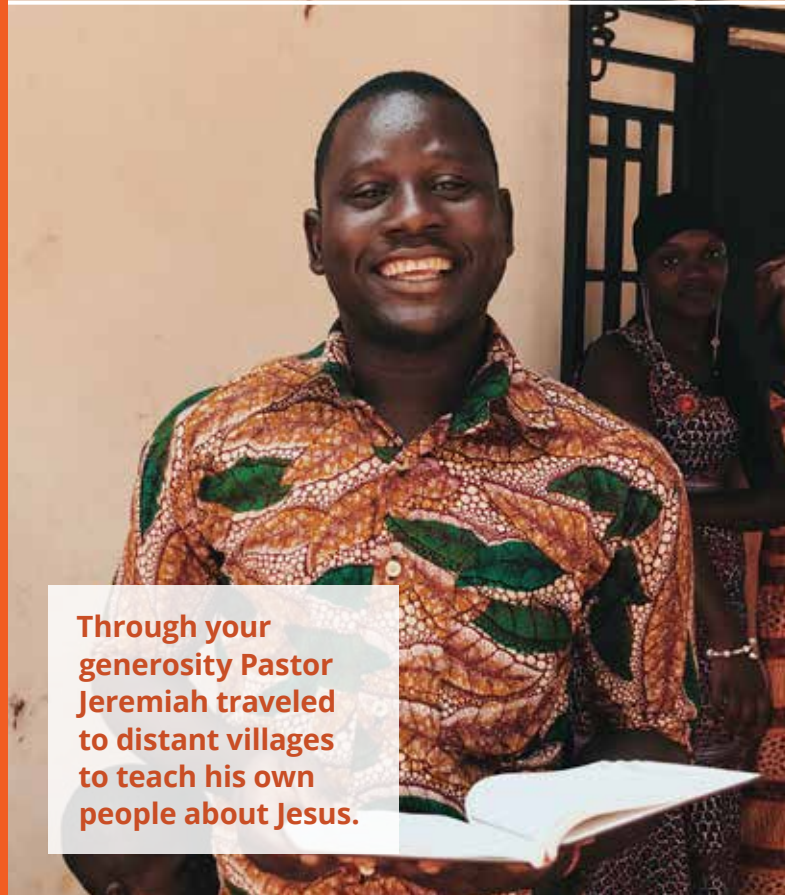 Through your
generosity Pastor
Jeremiah traveled
to distant villages
to teach his own
people about Jesus.